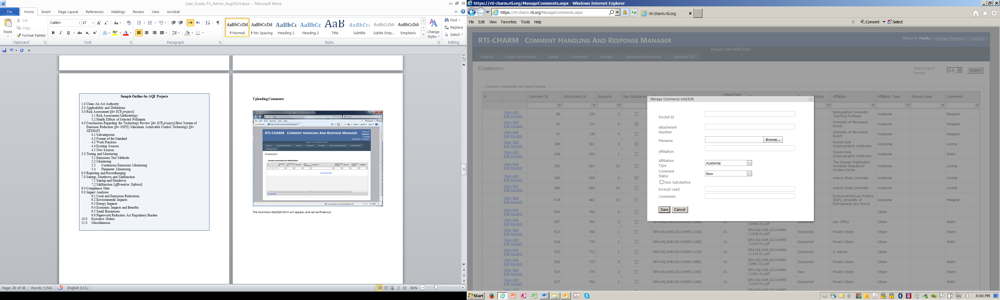 User_Guide_P2_Admin_Aug2014.docx - Microsoft Word
File Home Insert Page Layout References Mailings Review View Acrobat
Paste
Cut
Copy
Format Painter
Clipboard
Calibri 17
Font
Paragraph
AaBbCcDd AaBbCcDd AaBbC AaBbCc AaB AaBbCcI AaBbCcDdI AaBbCcDdI
¶ Normal ¶ No Spacing Heading 1 Heading 2 Title Subtitle Subtle Emp... Emphasis
Change Styles
Styles
Find
Replace
Select
Editing
Sample Outline for AQE Projects
1.0 Clean Air Act Authority
2.0 Applicability and Definitions
3.0 Risk Assessment [for RTR projects]
3.1 Risk Assessment Methodology
3.2 Health Effects of Selected Pollutants
4.0 Conclusions Regarding the Technology Review [for RTR projects]/Best System of
Emission Reduction [for NSPS] /Maximum Achievable Control Technology [for
NESHAP]
4.1 Subcategories
4.2 Format of the Standard
4.3 Work Practices
4.4 Existing Sources
4.5 New Sources
5.0 Testing and Monitoring
5.1 Emissions Test Methods
5.2 Monitoring
5.3 Continuous Emissions Monitoring
5.4 Parameter Monitoring
6.0 Reporting and Recordkeeping
7.0 Startup, Shutdown, and Malfunction
7.1 Startup and Shutdown
7.2 Malfunction [Affirmative Defense]
8.0 Compliance Date
9.0 Impact Analyses
9.1 Costs and Emissions Reductions
9.2 Environmental Impacts
9.3 Energy Impacts
9.4 Economic Impacts and Benefits
9.5 Small Businesses
9.6 Paperwork Reduction Act Regulatory Burden
10.0 Executive Orders
11.0 Miscellaneous
Uploading Comments
RTI-CHARM COMMENT HANDLING AND RESPONSE MANAGER
Project: F-Gas Practice Project
Projects Project Information Outline Comments Excerpts Summaries/Responses Generate RTC
Manage Users
COMMENTS
Current comments are listed below
Add Comment File
Local intranet | Protected Mode: Off
100%
The Comment Add/Edit form will appear, and can be filled out.
Page: 20 of 36 Words: 5,543 English (U.S.) 60%
https://rti-charm.rti.org/ManageComments.aspx - Windows Internet Explorer
https://rti-charm.rti.org/ManageComments.aspx
rti-charm.rti.org
File Edit View Favorites Tools Help
Convert Select
RTI-CHARM COMMENT HANDLING AND RESPONSE MANAGER
Welcome Hanks! [ Change Password ] [ Log Out ]
Project: GHG NSPS EGUs
Projects Project Information Outline Comments Excerpts Summaries/Responses Generate RTC
COMMENTS
Select export format XLS Export
Current comments are listed below
# Comment Id Attachment Id Excerpts Non Substantive Attachment Status Affiliation Affiliation Type Excerpt Lead Comments
View Add Edit Excerpt 89 125 5 Distinguished University Teaching Professor Academia Meaghan
View Add Edit Excerpt 97 137 0 University of Minnesota Duluth Academia Meaghan
View Add Edit Excerpt 97 138 4 University of Minnesota Duluth Academia Meaghan
View Add Edit Excerpt 348 501 0 Woods Hole Oceanographic Institution Academia Lorimar
View Add Edit Excerpt 348 502 1 Woods Hole Oceanographic Institution Academia Kristin
View Add Edit Excerpt 262 507 22 The George Washington University Regulatory Studies Center Academia Lorimar
View Add Edit Excerpt 360 568 0 Arizona State University Academia Lorimar
View Add Edit Excerpt 360 569 20 Arizona State University Academia Lorimar
View Add Edit Excerpt 419 663 10 Environmental Law Project (ELP), University of Pennsylvania Law School Academia Meaghan
View Add Edit Excerpt 524 763 0 Citizen
View Add Edit Excerpt 507 764 2 EPA-HQ-OAR-2013-0495-10966 A1 10966-A1.pdf Excerpted Law Office Citizen Kristin
View Add Edit Excerpt 513 766 1 EPA-HQ-OAR-2013-0495-11036 A1 EPA-HQ-OAR-2013-0495-11036-A1.pdf Excerpted Private Citizen Citizen Kristin
View Add Edit Excerpt 516 770 1 EPA-HQ-OAR-2013-0495-11053 A1 EPA-HQ-OAR-2013-0495-11053-A1.pdf Excerpted Private Citizen Citizen Kristin
View Add Edit Excerpt 525 772 1 EPA-HQ-OAR-2013-0495-11134 A1 EPA-HQ-OAR-2013-0495-11134-A1.pdf Excerpted S. Fakhari Citizen
View Add Edit Excerpt 503 775 5 EPA-HQ-OAR-2013-0495-10961 A1 EPA-HQ-OAR-2013-0495-10961-A1.pdf Excerpted Private Citizen Citizen Kristin
View Add Edit Excerpt 514 776 2 EPA-HQ-OAR-2013-0495-11051 A1 EPA-HQ-OAR-2013-0495-11051-A1.pdf New Private Citizen Citizen Kristin
View Add Edit Excerpt 517 782 1 EPA-HQ-OAR-2013-0495-11054 A1 EPA-HQ-OAR-2013-0495-11054-A1.pdf Excerpted Private Citizen Citizen Kristin
Manage Comments Add/Edit
Docket Id
Attachment Number
Filename Browse...
Affiliation
Affiliation Type Academia
Comment Status New
Non Substantive
Excerpt Lead
Comments
Save Cancel
Start
4:00 PM